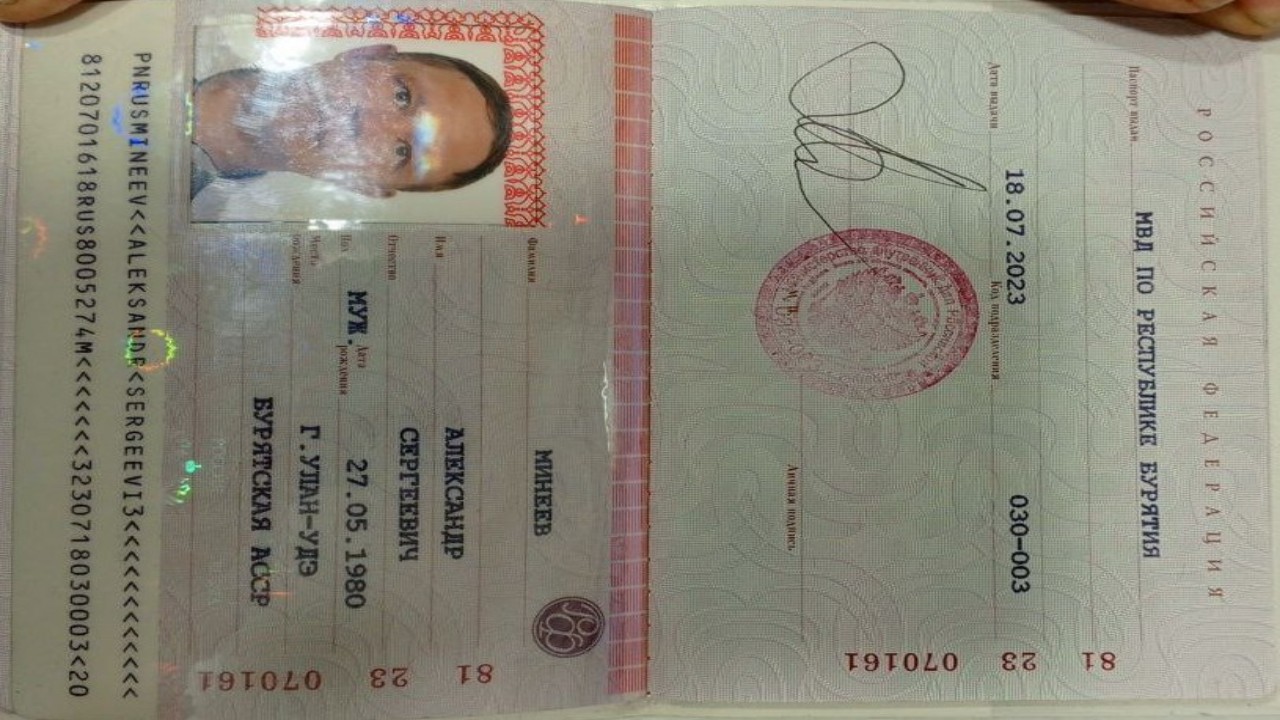 РОССИЙСКАЯ ФЕДЕРАЦИЯ
Паспорт выдан МВД ПО РЕСПУБЛИКЕ БУРЯТИЯ
18.07.2023 030-003
Дата выдачи Код подразделения
81 23 070161
М.П. Личная подпись
Фамилия МИНЕЕВ
Имя АЛЕКСАНДР
Отчество СЕРГЕЕВИЧ
Пол МУЖ. Дата рождения 27.05.1980
Место рождения Г.УЛАН-УДЭ
БУРЯТСКАЯ АССР
81 23 070161
PNRUSMINEEV<<ALEKSANDR<SERGEEVI3<<<<<<<<<<<<
8120701618RUS8005274M<<<<<<<3230718030003<20